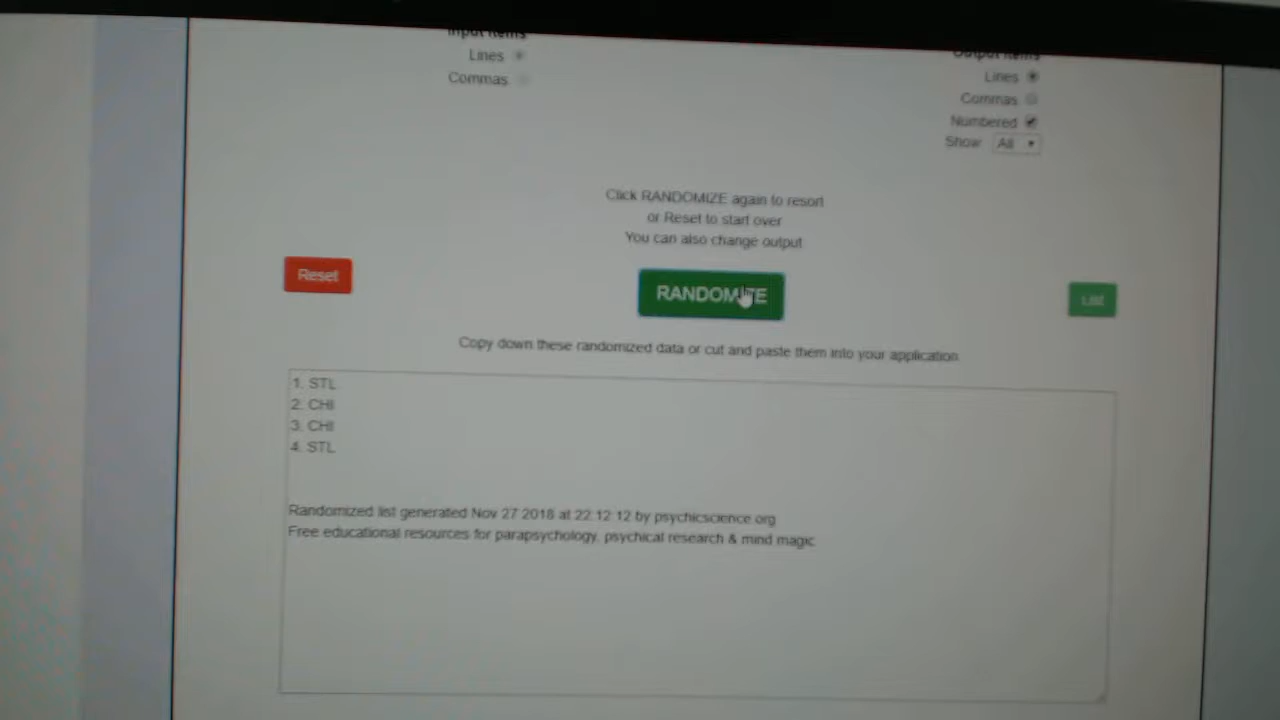 Input Items
Lines
Commas
Output Items
Lines
Commas
Numbered
Show All
Click RANDOMIZE again to resort
or Reset to start over
You can also change output
Reset
RANDOMIZE
List
Copy down these randomized data or cut and paste them into your application
1. STL
2. CHI
3. CHI
4. STL
Randomized list generated Nov 27 2018 at 22:12:12 by psychicscience.org
Free educational resources for parapsychology, psychical research & mind magic